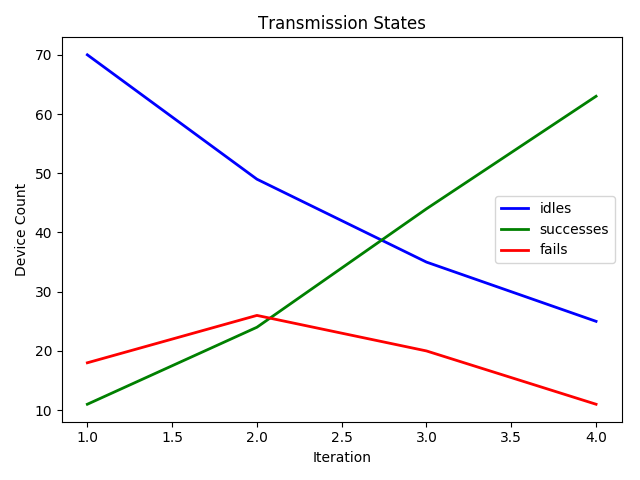 Transmission States
Device Count
70
60
50
40
30
20
10
idles
successes
fails
1.0 1.5 2.0 2.5 3.0 3.5 4.0
Iteration